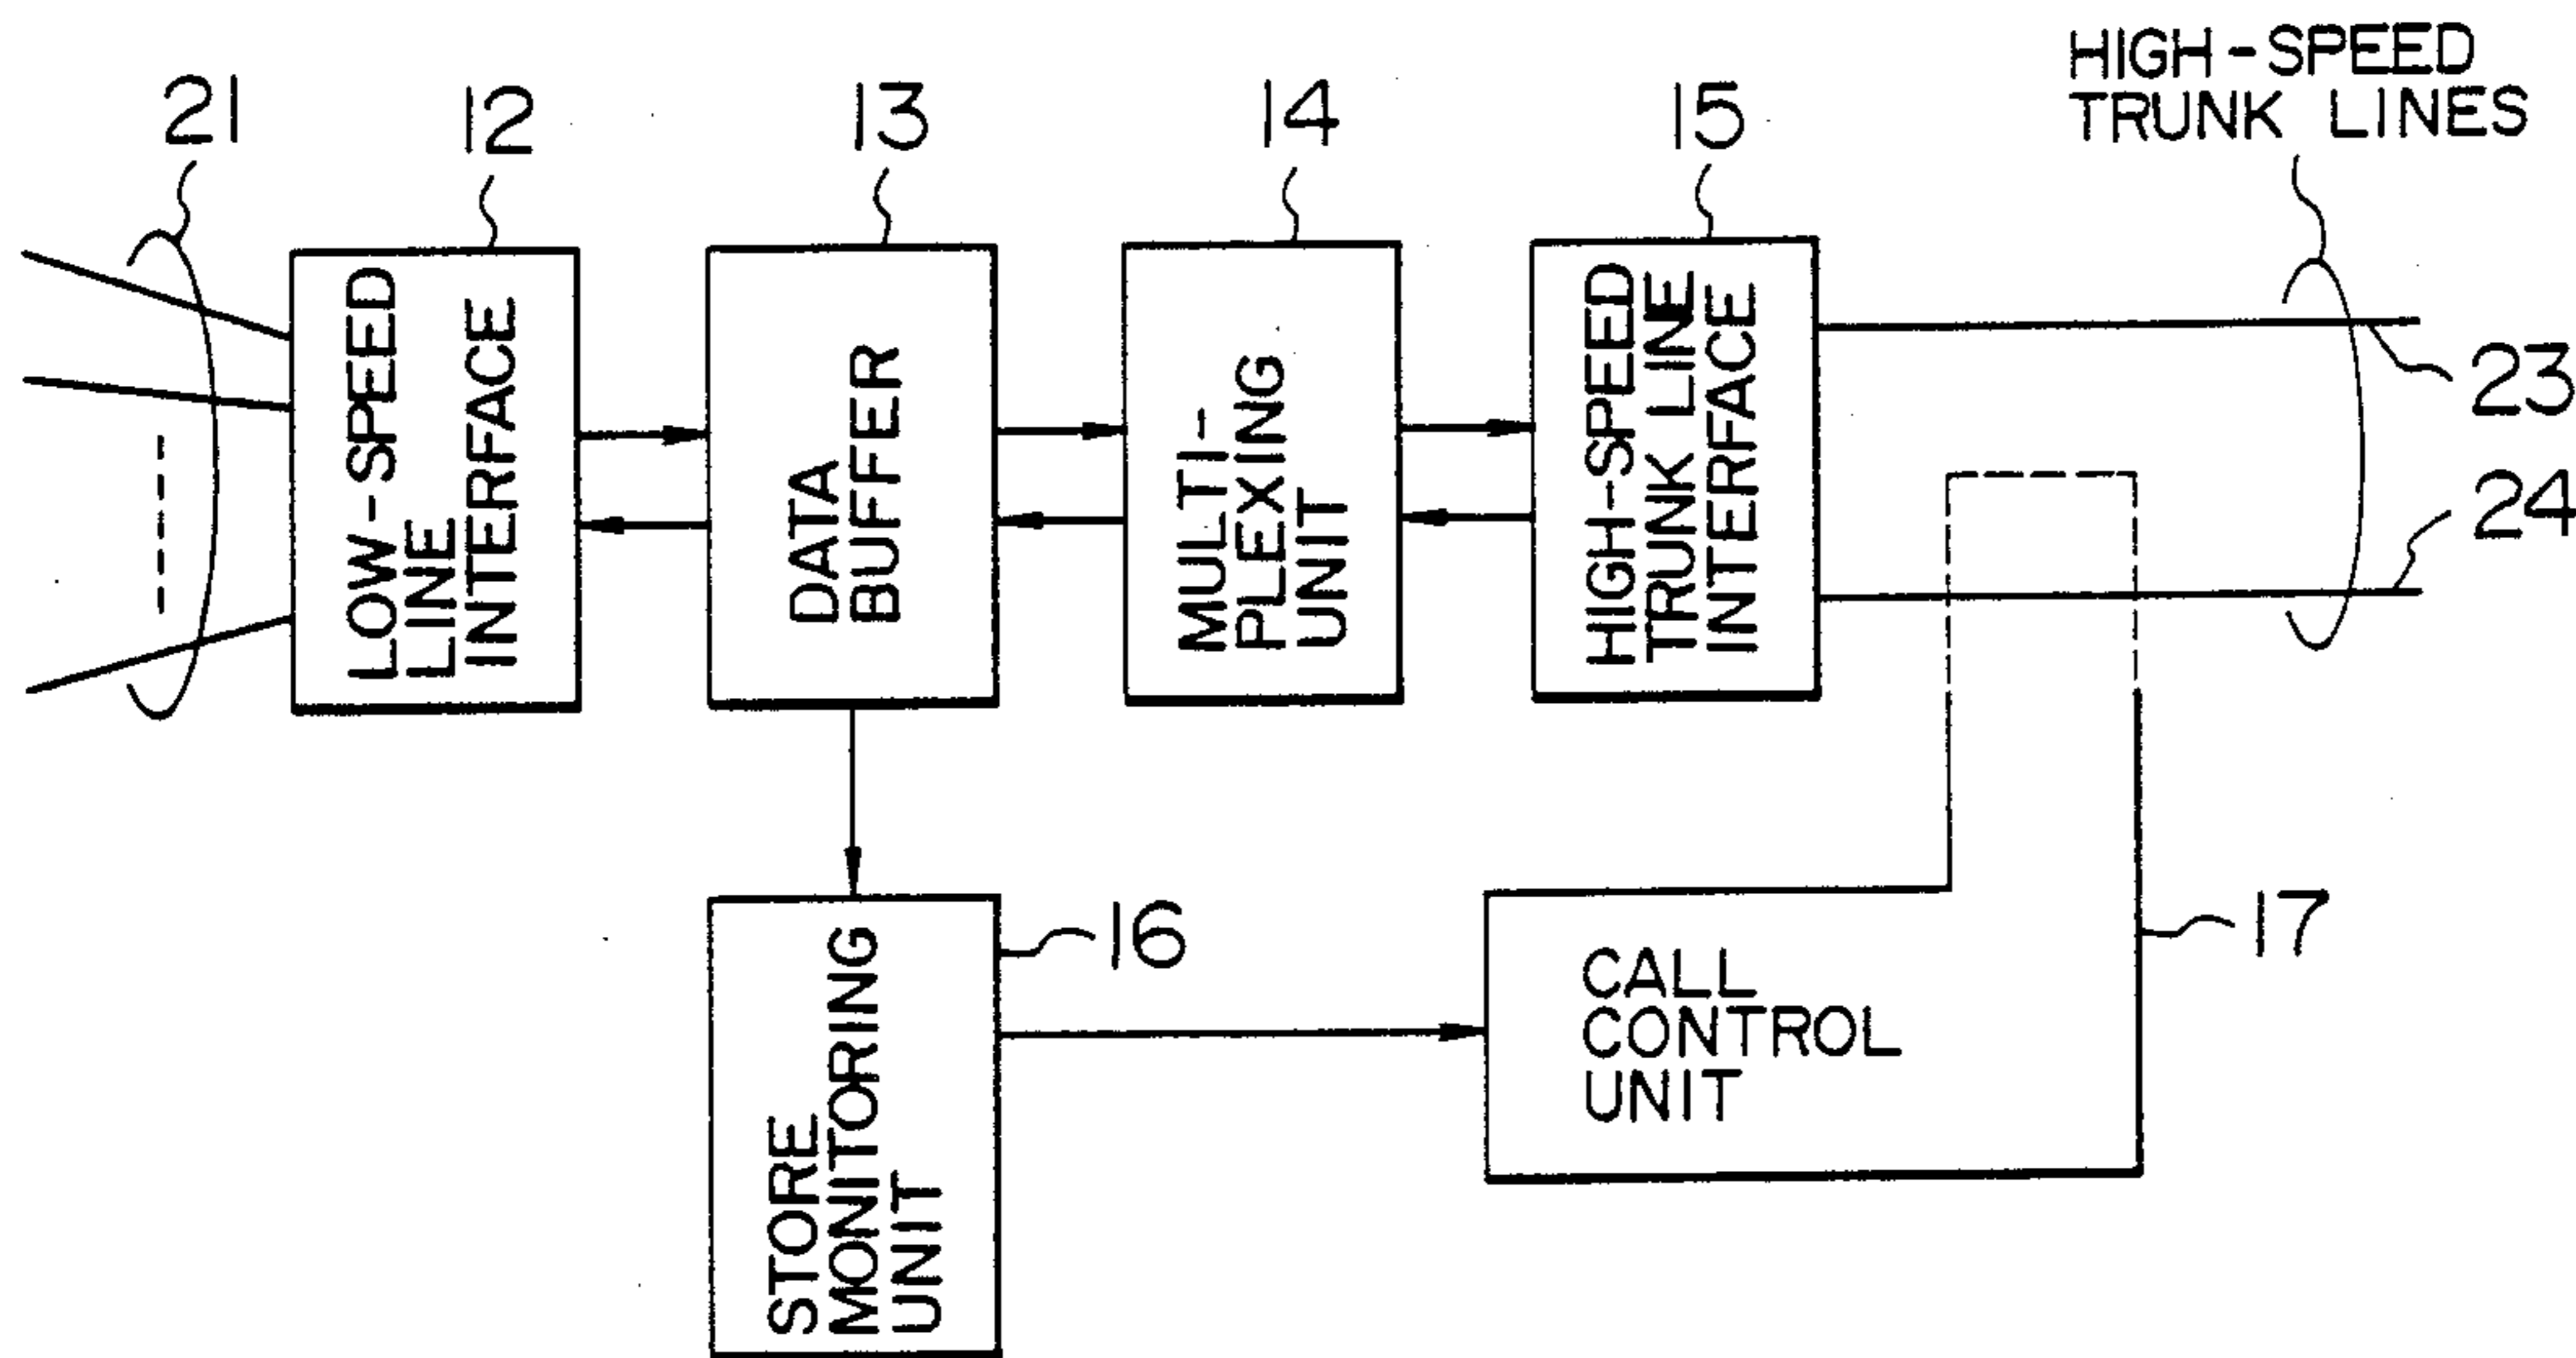 HIGH-SPEED
TRUNK LINES
21
12
13
14
15
LOW-SPEED
LINE
INTERFACE
DATA
BUFFER
MULTI-
PLEXING
UNIT
HIGH-SPEED
TRUNK LINE
INTERFACE
23
24
STORE
MONITORING
UNIT
16
CALL
CONTROL
UNIT
17